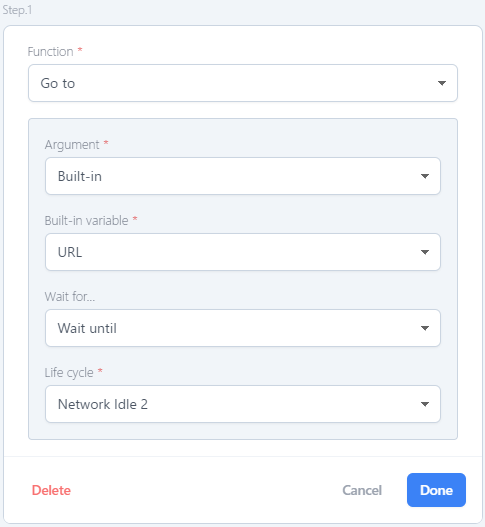 Step.1
Function *
Go to
Argument *
Built-in
Built-in variable *
URL
Wait for...
Wait until
Life cycle *
Network Idle 2
Delete Cancel Done